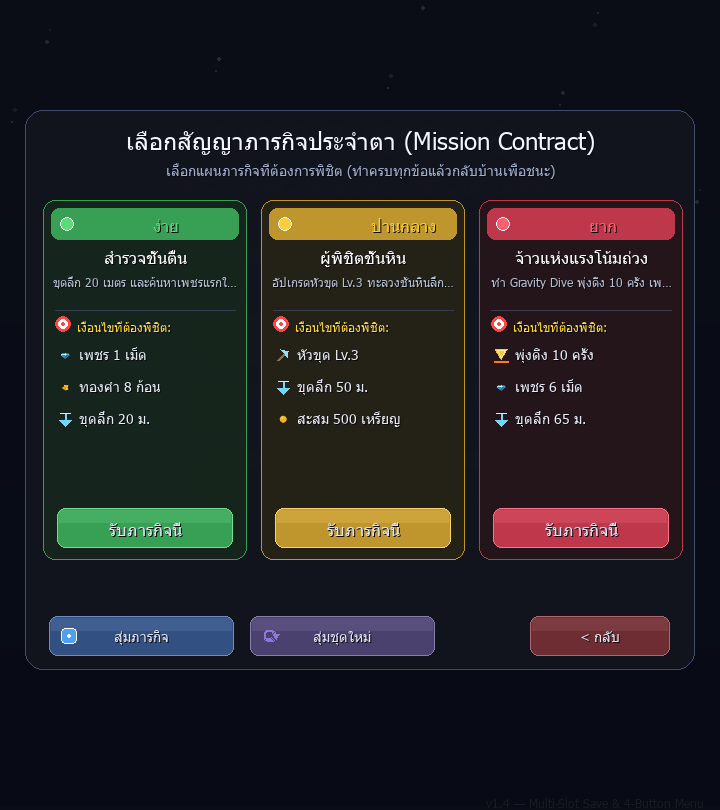 เลือกสัญญาภารกิจประจำตา (Mission Contract)
เลือกแผนภารกิจที่ต้องการพิชิต (ทำครบทุกข้อแล้วกลับบ้านเพื่อชนะ)
ง่าย
สำรวจชั้นดิน
ขุดลึก 20 เมตร และค้นหาเพชรแรกใ...
เงื่อนไขที่ต้องพิชิต:
เพชร 1 เม็ด
ทองคำ 8 ก้อน
ขุดลึก 20 ม.
รับภารกิจนี้
ปานกลาง
ผู้พิชิตชั้นหิน
อัปเกรดหัวขุด Lv.3 ทะลวงชั้นหินลึก...
เงื่อนไขที่ต้องพิชิต:
หัวขุด Lv.3
ขุดลึก 50 ม.
สะสม 500 เหรียญ
รับภารกิจนี้
ยาก
จ้าวแห่งแรงโน้มถ่วง
ทำ Gravity Dive พุ่งดิ่ง 10 ครั้ง เพ...
เงื่อนไขที่ต้องพิชิต:
พุ่งดิ่ง 10 ครั้ง
เพชร 6 เม็ด
ขุดลึก 65 ม.
รับภารกิจนี้
สุ่มภารกิจ
สุ่มชุดใหม่
< กลับ
v1.4 — Multi-Slot Save & 4-Button Menu